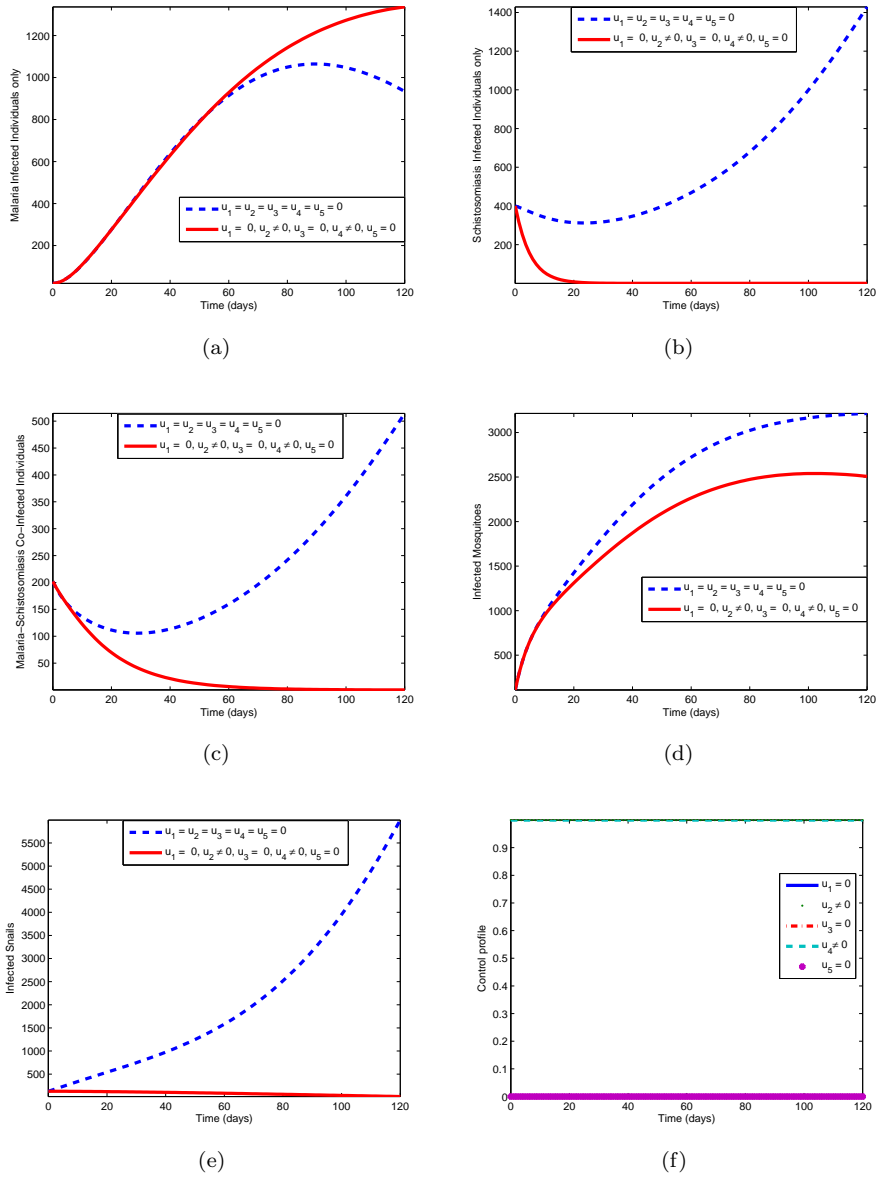 Malaria Infected Individuals only
1200
1000
800
600
400
200
0 20 40 60 80 100 120
Time (days)
u₁ = u₂ = u₃ = u₄ = u₅ = 0
u₁ = 0, u₂ ≠ 0, u₃ = 0, u₄ ≠ 0, u₅ = 0
(a)
Schistosomiasis Infected Individuals only
1400
1200
1000
800
600
400
200
0 20 40 60 80 100 120
Time (days)
u₁ = u₂ = u₃ = u₄ = u₅ = 0
u₁ = 0, u₂ ≠ 0, u₃ = 0, u₄ ≠ 0, u₅ = 0
(b)
Malaria−Schistosomiasis Co−Infected Individuals
500
450
400
350
300
250
200
150
100
50
0 20 40 60 80 100 120
Time (days)
u₁ = u₂ = u₃ = u₄ = u₅ = 0
u₁ = 0, u₂ ≠ 0, u₃ = 0, u₄ ≠ 0, u₅ = 0
(c)
Infected Mosquitoes
3000
2500
2000
1500
1000
500
0 20 40 60 80 100 120
Time (days)
u₁ = u₂ = u₃ = u₄ = u₅ = 0
u₁ = 0, u₂ ≠ 0, u₃ = 0, u₄ ≠ 0, u₅ = 0
(d)
Infected Snails
5500
5000
4500
4000
3500
3000
2500
2000
1500
1000
500
0 20 40 60 80 100 120
Time (days)
u₁ = u₂ = u₃ = u₄ = u₅ = 0
u₁ = 0, u₂ ≠ 0, u₃ = 0, u₄ ≠ 0, u₅ = 0
(e)
Control profile
0.9
0.8
0.7
0.6
0.5
0.4
0.3
0.2
0.1
0
0 20 40 60 80 100 120
Time (days)
u₁ = 0
u₂ ≠ 0
u₃ = 0
u₄ ≠ 0
u₅ = 0
(f)